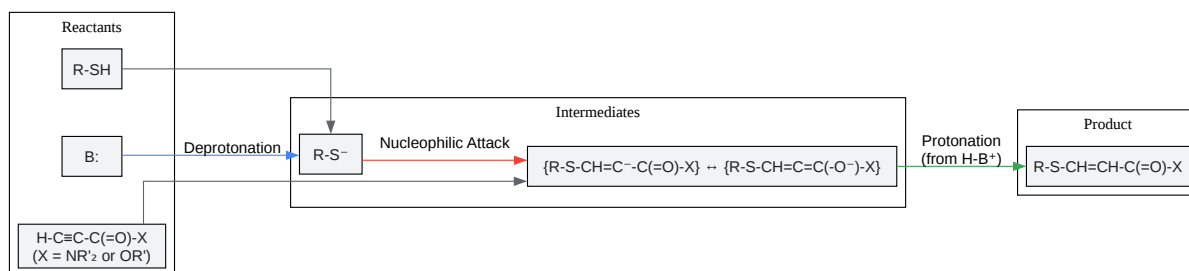 Reactants
R-SH
B:
H-C≡C-C(=O)-X
(X = NR'₂ or OR')
Deprotonation
Intermediates
R-S⁻
Nucleophilic Attack
{R-S-CH=C⁻-C(=O)-X} ↔ {R-S-CH=C=C(-O⁻)-X}
Protonation
(from H-B⁺)
Product
R-S-CH=CH-C(=O)-X